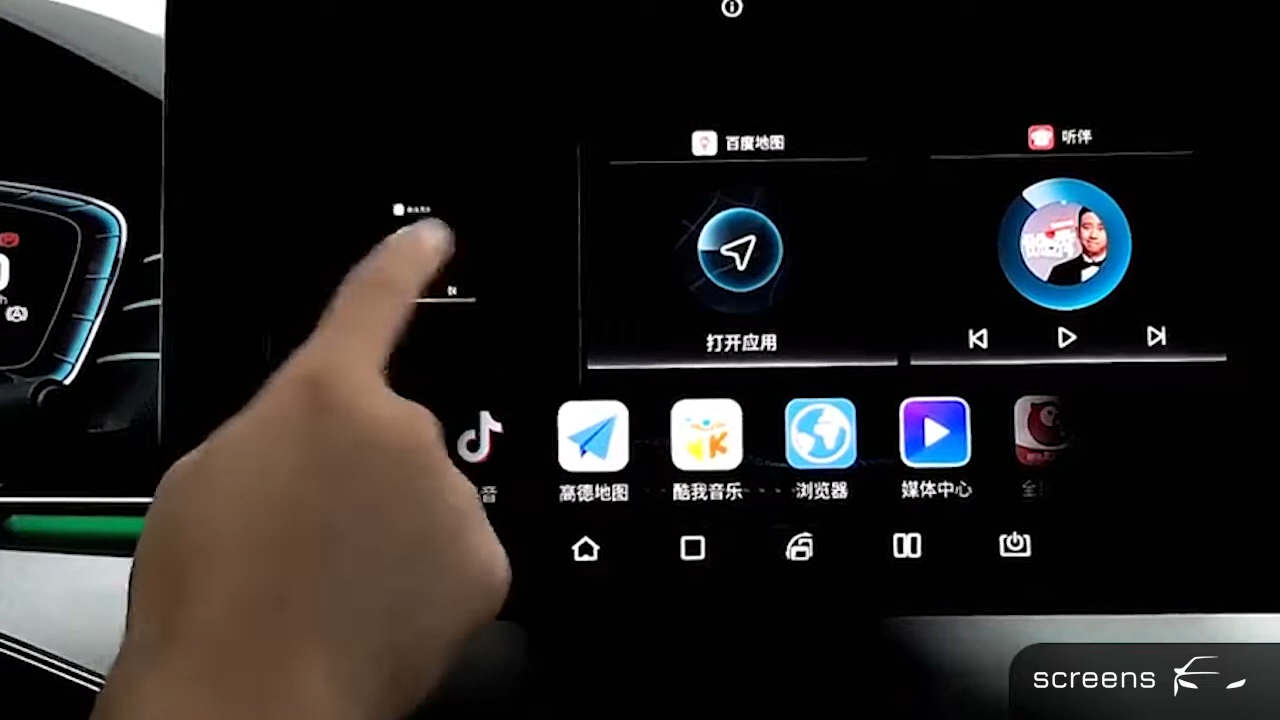 百度地图
听伴
打开应用
音
高德地图
酷我音乐
浏览器
媒体中心
全
screens